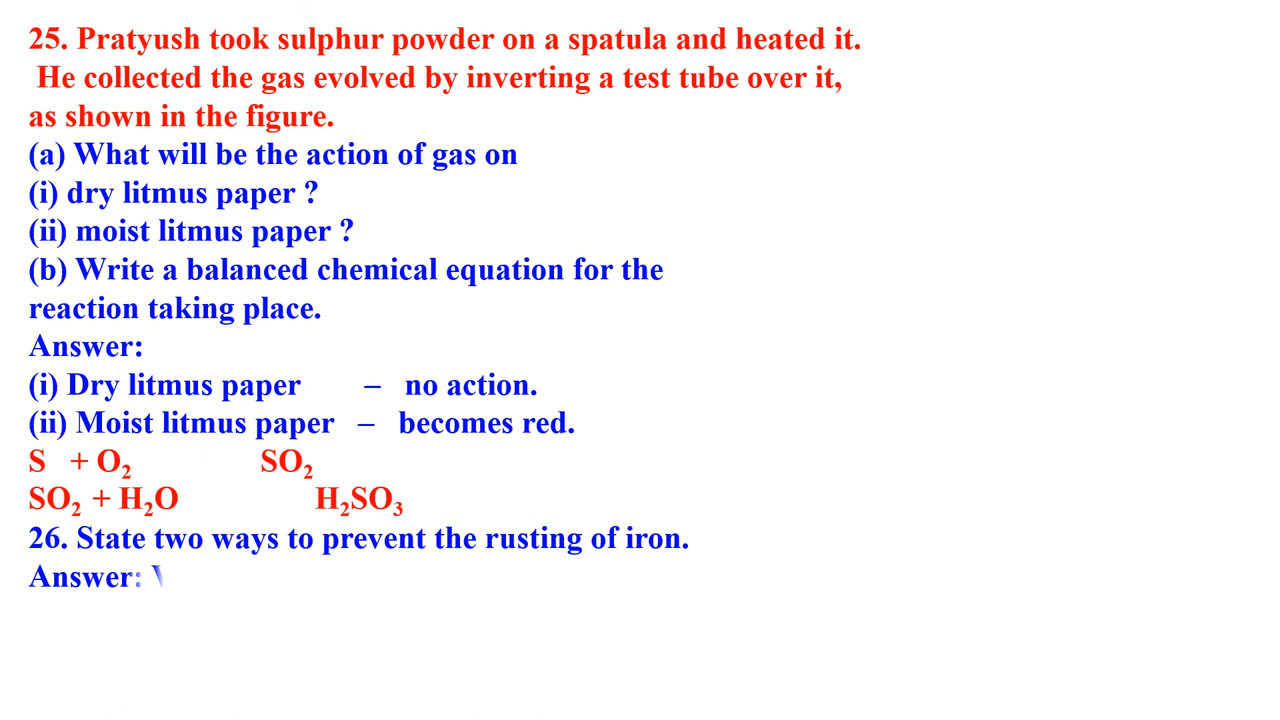 25. Pratyush took sulphur powder on a spatula and heated it.
He collected the gas evolved by inverting a test tube over it,
as shown in the figure.
(a) What will be the action of gas on
(i) dry litmus paper ?
(ii) moist litmus paper ?
(b) Write a balanced chemical equation for the
reaction taking place.
Answer:
(i) Dry litmus paper – no action.
(ii) Moist litmus paper – becomes red.
S + O₂ SO₂
SO₂ + H₂O H₂SO₃
26. State two ways to prevent the rusting of iron.
Answer: